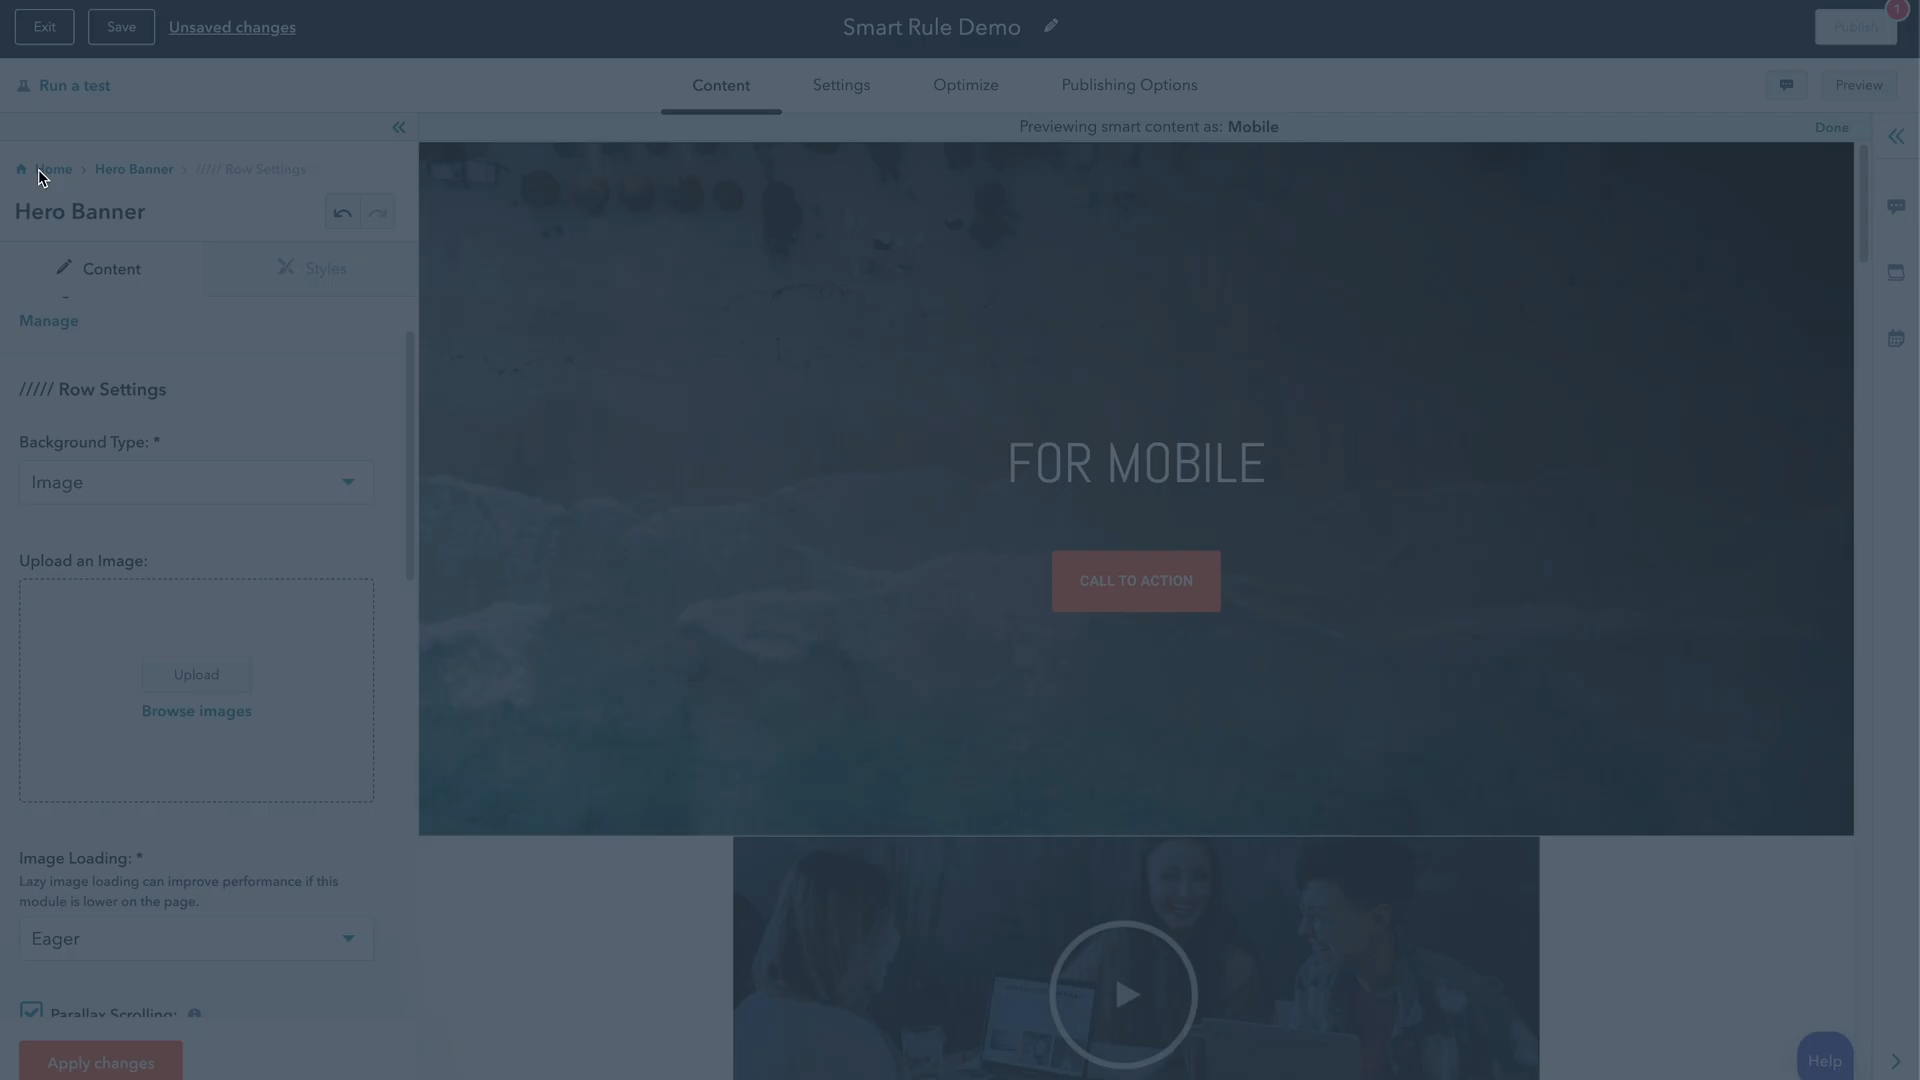 Exit
Save
Unsaved changes
Smart Rule Demo
Publish
1
Run a test
Content
Settings
Optimize
Publishing Options
Preview
Previewing smart content as: Mobile
Done
Home > Hero Banner > ///// Row Settings
Hero Banner
Content
Styles
Manage
///// Row Settings
Background Type: *
Image
Upload an Image:
Upload
Browse images
Image Loading: *
Lazy image loading can improve performance if this
module is lower on the page.
Eager
Parallax Scrolling:
Apply changes
FOR MOBILE
CALL TO ACTION
Help